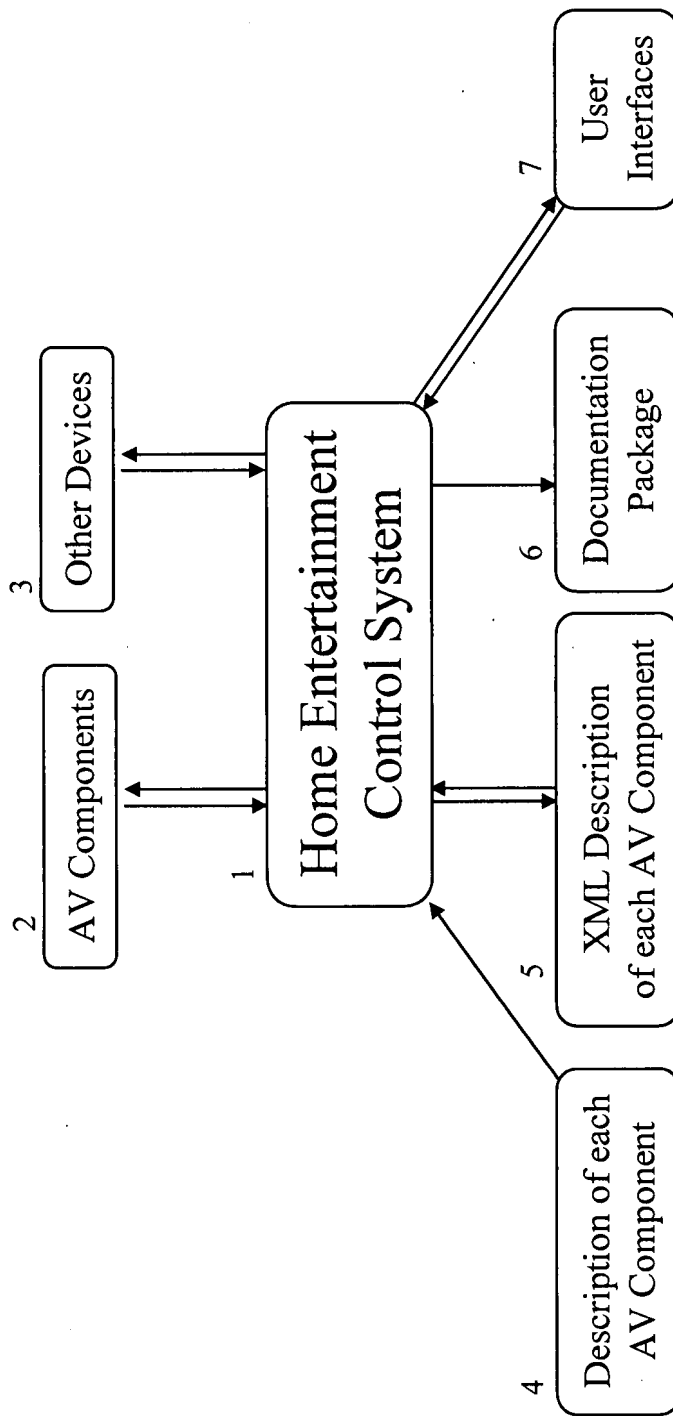 2
AV Components
3
Other Devices
1
Home Entertainment
Control System
4
Description of each
AV Component
5
XML Description
of each AV Component
6
Documentation
Package
7
User
Interfaces